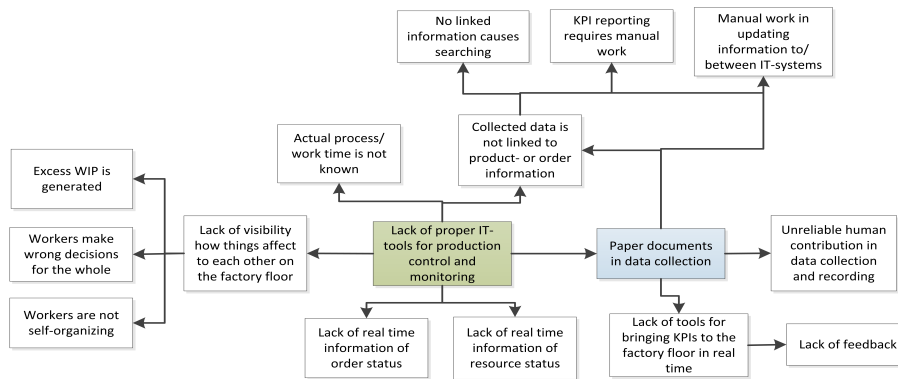 No linked
information causes
searching
KPI reporting
requires manual
work
Manual work in
updating
information to/
between IT-systems
Actual process/
work time is not
known
Collected data is
not linked to
product- or order
information
Excess WIP is
generated
Workers make
wrong decisions
for the whole
Workers are not
self-organizing
Lack of visibility
how things affect
to each other on
the factory floor
Lack of proper IT-
tools for production
control and
monitoring
Paper documents
in data collection
Unreliable human
contribution in
data collection
and recording
Lack of real time
information of
order status
Lack of real time
information of
resource status
Lack of tools for
bringing KPIs to the
factory floor in real
time
Lack of feedback